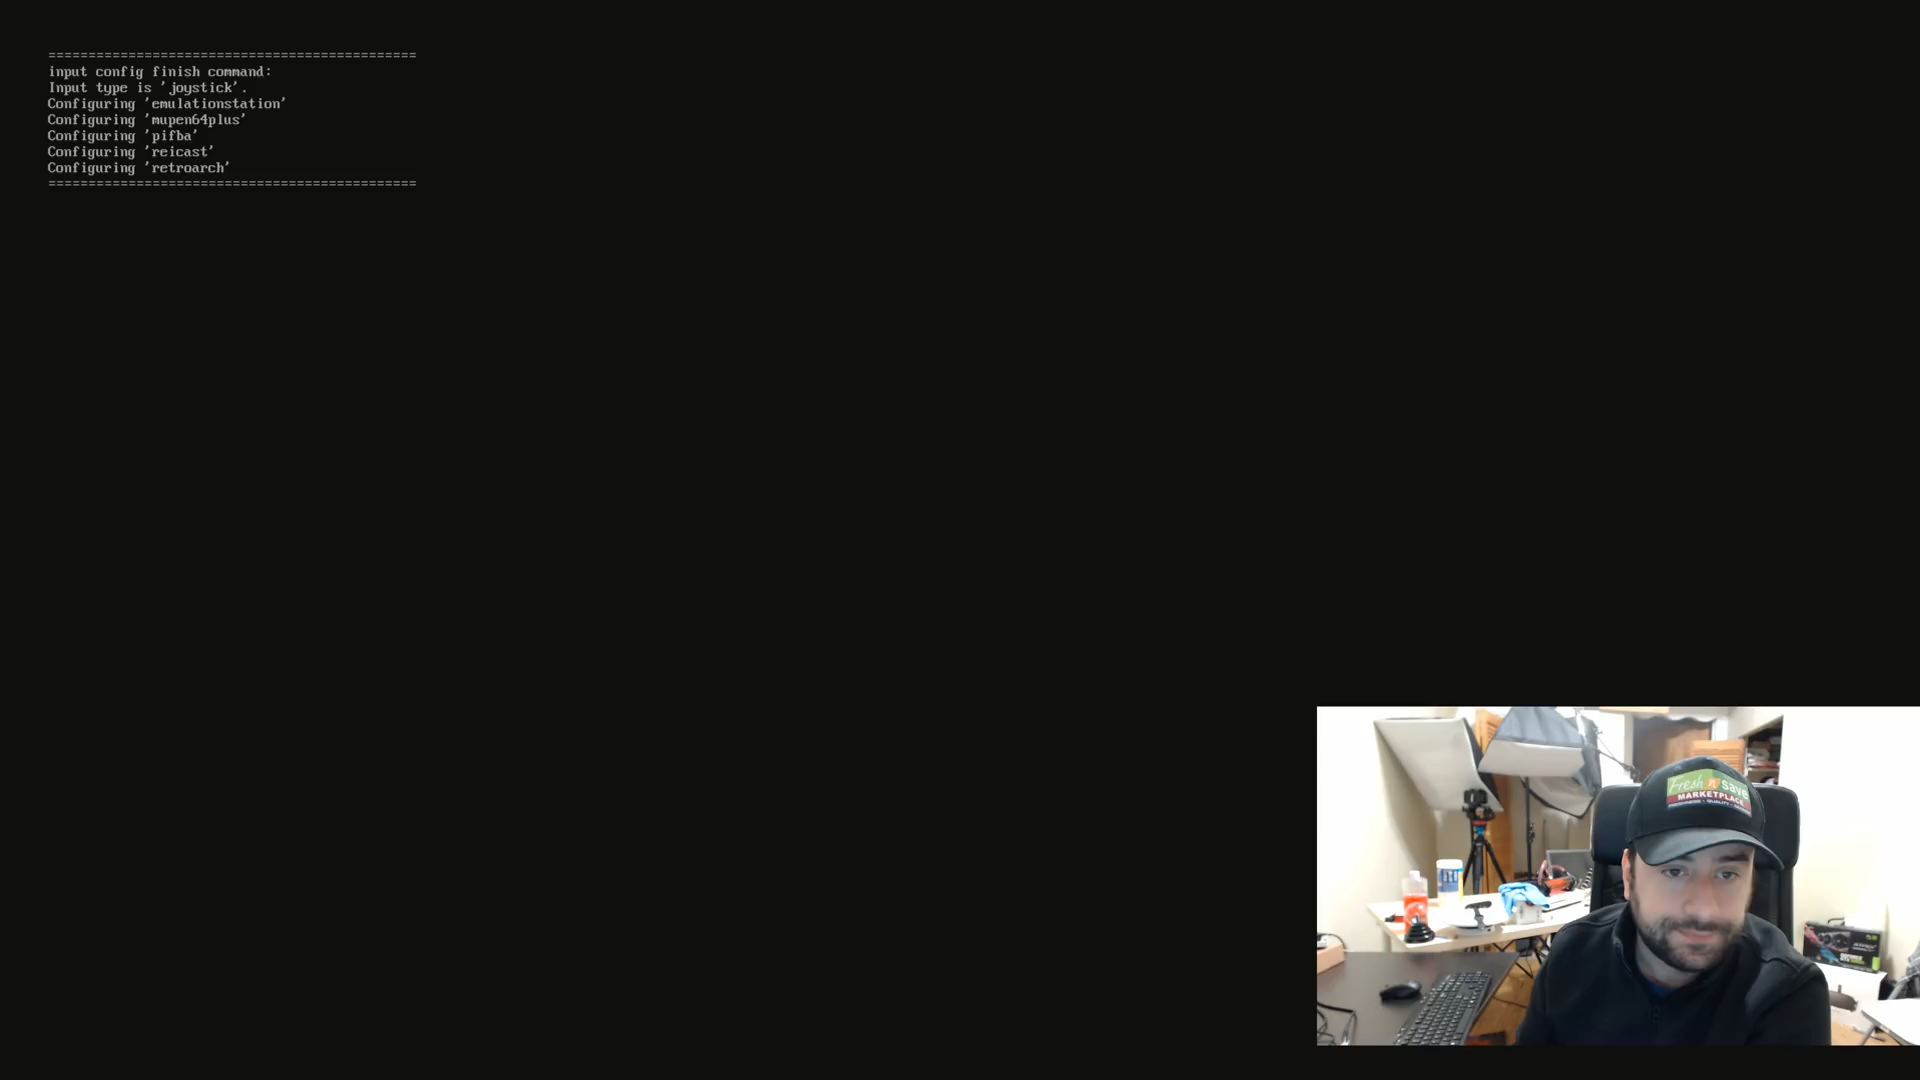 ==============================================
input config finish command:
Input type is 'joystick'.
Configuring 'emulationstation'
Configuring 'mupen64plus'
Configuring 'pifba'
Configuring 'reicast'
Configuring 'retroarch'
==============================================
Fresh n save
MARKETPLACE